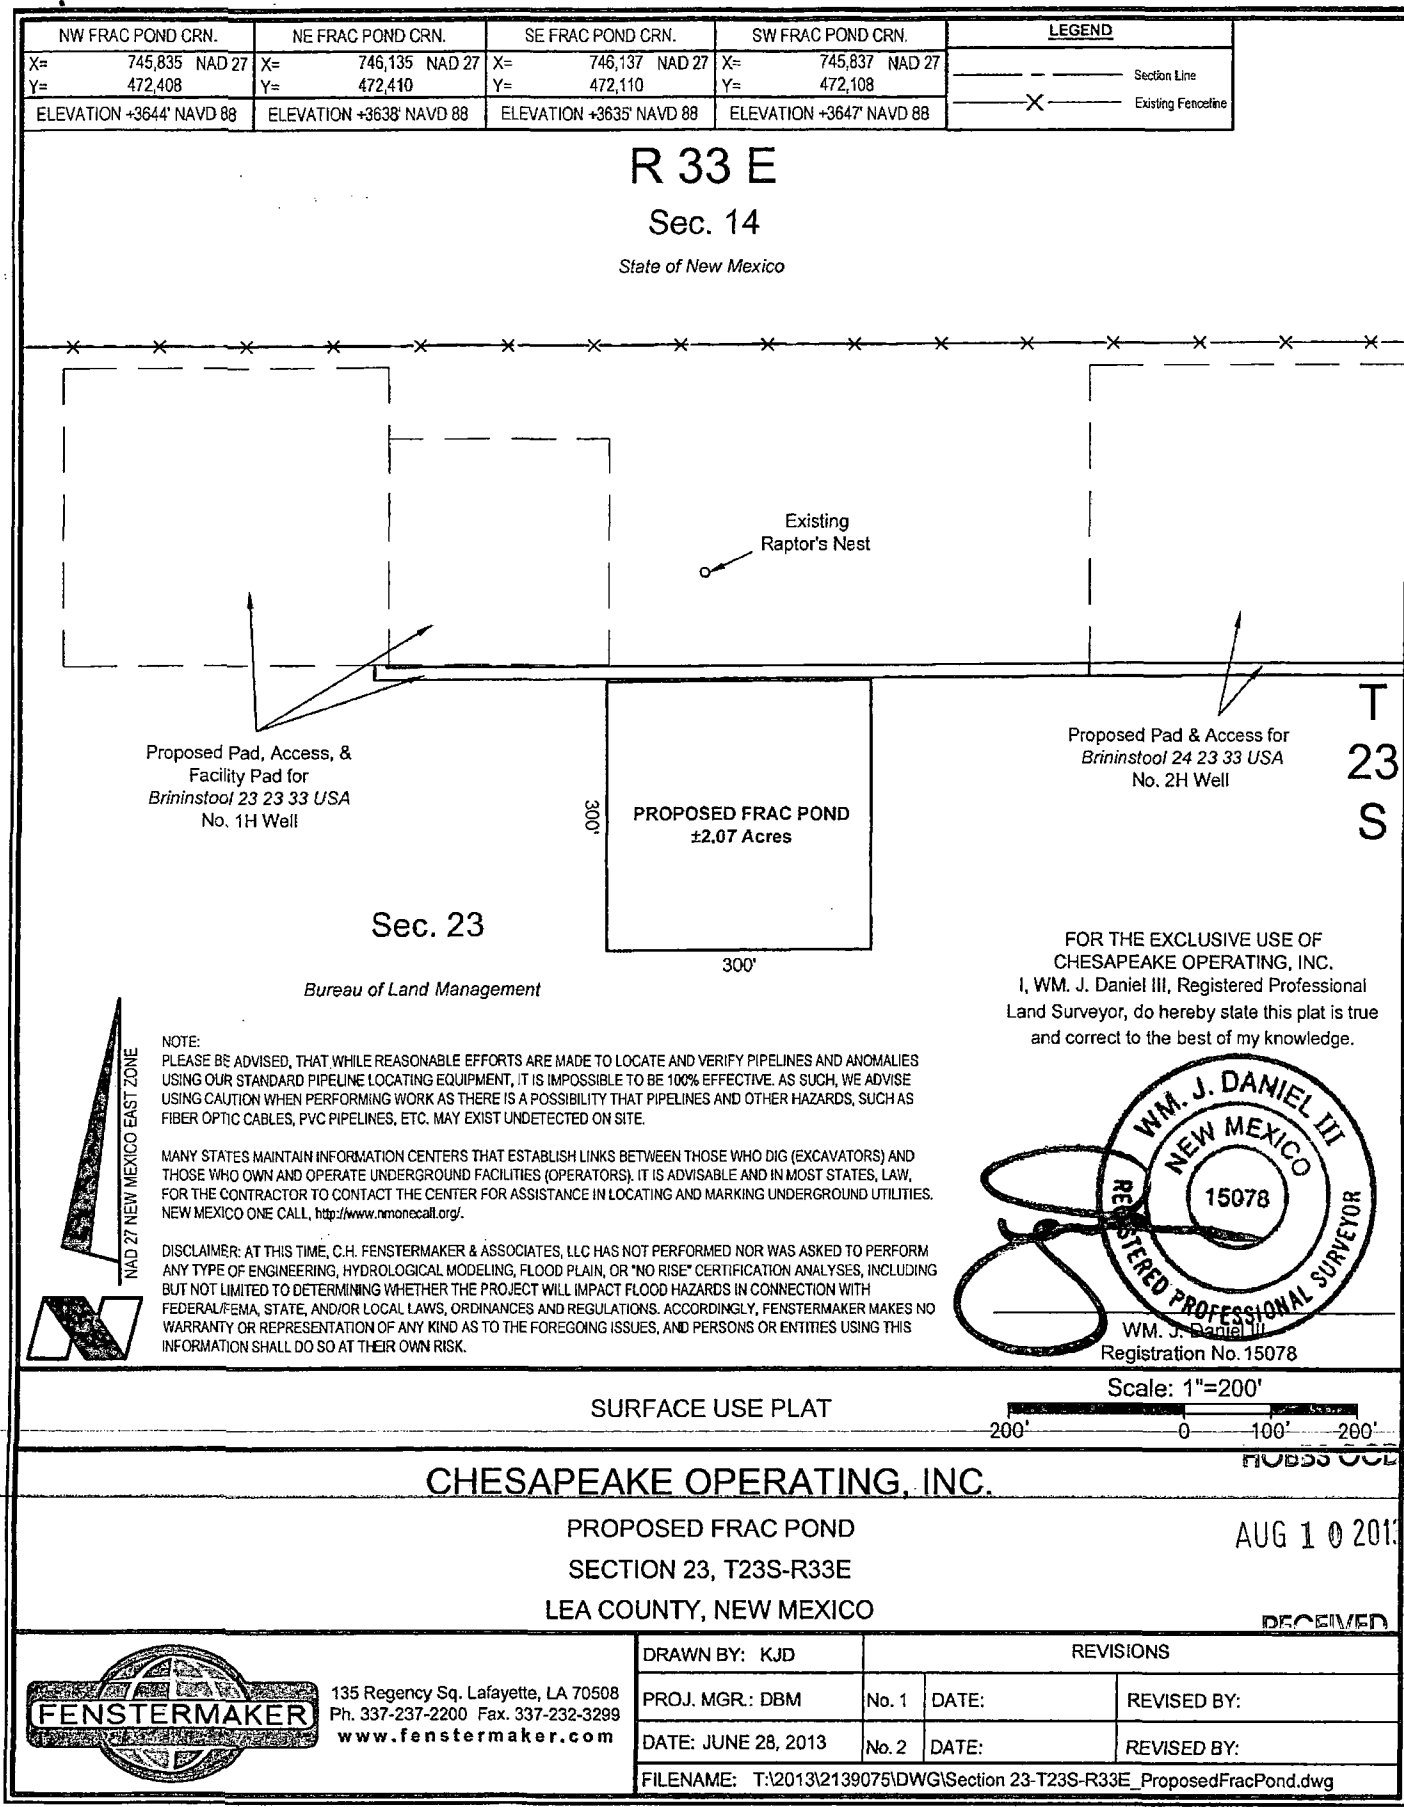 NW FRAC POND CRN.
X= 745,835 NAD 27
Y= 472,408
ELEVATION +3644' NAVD 88
NE FRAC POND CRN.
X= 746,135 NAD 27
Y= 472,410
ELEVATION +3638' NAVD 88
SE FRAC POND CRN.
X= 746,137 NAD 27
Y= 472,110
ELEVATION +3635' NAVD 88
SW FRAC POND CRN.
X= 745,837 NAD 27
Y= 472,108
ELEVATION +3647' NAVD 88
LEGEND
Section Line
Existing Fenceline
R 33 E
Sec. 14
State of New Mexico
Existing
Raptor's Nest
Proposed Pad, Access, &
Facility Pad for
Brininstool 23 23 33 USA
No. 1H Well
Proposed Pad & Access for
Brininstool 24 23 33 USA
No. 2H Well
T
23
S
300'
PROPOSED FRAC POND
±2.07 Acres
300'
Sec. 23
Bureau of Land Management
FOR THE EXCLUSIVE USE OF
CHESAPEAKE OPERATING, INC.
I, WM. J. Daniel III, Registered Professional
Land Surveyor, do hereby state this plat is true
and correct to the best of my knowledge.
NAD 27 NEW MEXICO EAST ZONE
NOTE:
PLEASE BE ADVISED, THAT WHILE REASONABLE EFFORTS ARE MADE TO LOCATE AND VERIFY PIPELINES AND ANOMALIES
USING OUR STANDARD PIPELINE LOCATING EQUIPMENT, IT IS IMPOSSIBLE TO BE 100% EFFECTIVE. AS SUCH, WE ADVISE
USING CAUTION WHEN PERFORMING WORK AS THERE IS A POSSIBILITY THAT PIPELINES AND OTHER HAZARDS, SUCH AS
FIBER OPTIC CABLES, PVC PIPELINES, ETC. MAY EXIST UNDETECTED ON SITE.
MANY STATES MAINTAIN INFORMATION CENTERS THAT ESTABLISH LINKS BETWEEN THOSE WHO DIG (EXCAVATORS) AND
THOSE WHO OWN AND OPERATE UNDERGROUND FACILITIES (OPERATORS). IT IS ADVISABLE AND IN MOST STATES, LAW,
FOR THE CONTRACTOR TO CONTACT THE CENTER FOR ASSISTANCE IN LOCATING AND MARKING UNDERGROUND UTILITIES.
NEW MEXICO ONE CALL, http://www.nmonecall.org/.
DISCLAIMER: AT THIS TIME, C.H. FENSTERMAKER & ASSOCIATES, LLC HAS NOT PERFORMED NOR WAS ASKED TO PERFORM
ANY TYPE OF ENGINEERING, HYDROLOGICAL MODELING, FLOOD PLAIN, OR "NO RISE" CERTIFICATION ANALYSES, INCLUDING
BUT NOT LIMITED TO DETERMINING WHETHER THE PROJECT WILL IMPACT FLOOD HAZARDS IN CONNECTION WITH
FEDERAL/FEMA, STATE, AND/OR LOCAL LAWS, ORDINANCES AND REGULATIONS. ACCORDINGLY, FENSTERMAKER MAKES NO
WARRANTY OR REPRESENTATION OF ANY KIND AS TO THE FOREGOING ISSUES, AND PERSONS OR ENTITIES USING THIS
INFORMATION SHALL DO SO AT THEIR OWN RISK.
WM. J. DANIEL III
NEW MEXICO
15078
REGISTERED PROFESSIONAL SURVEYOR
WM. J. Daniel III
Registration No. 15078
SURFACE USE PLAT
Scale: 1"=200'
200' 0 100' 200'
HOBBS OCD
CHESAPEAKE OPERATING, INC.
PROPOSED FRAC POND
SECTION 23, T23S-R33E
LEA COUNTY, NEW MEXICO
AUG 10 2013
RECEIVED
FENSTERMAKER
135 Regency Sq. Lafayette, LA 70508
Ph. 337-237-2200 Fax. 337-232-3299
www.fenstermaker.com
DRAWN BY: KJD
REVISIONS
PROJ. MGR.: DBM
No. 1 DATE: REVISED BY:
DATE: JUNE 28, 2013
No. 2 DATE: REVISED BY:
FILENAME: T:\2013\2139075\DWG\Section 23-T23S-R33E_ProposedFracPond.dwg